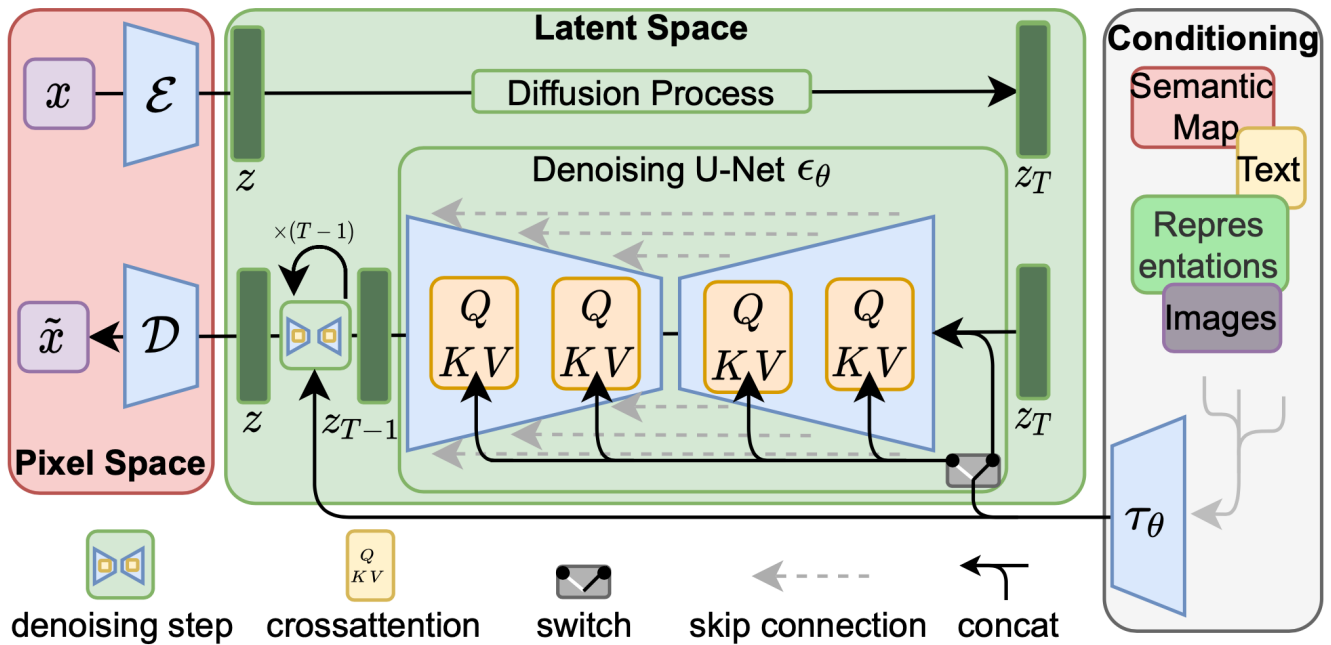 Latent Space
Conditioning
x
ℰ
z
Diffusion Process
z_T
Semantic
Map
Text
Repres
entations
Images
Denoising U-Net ϵ_θ
×(T − 1)
x̃
𝒟
z
z_{T−1}
Q
KV
Q
KV
Q
KV
Q
KV
z_T
Pixel Space
τ_θ
Q
KV
denoising step
crossattention
switch
skip connection
concat